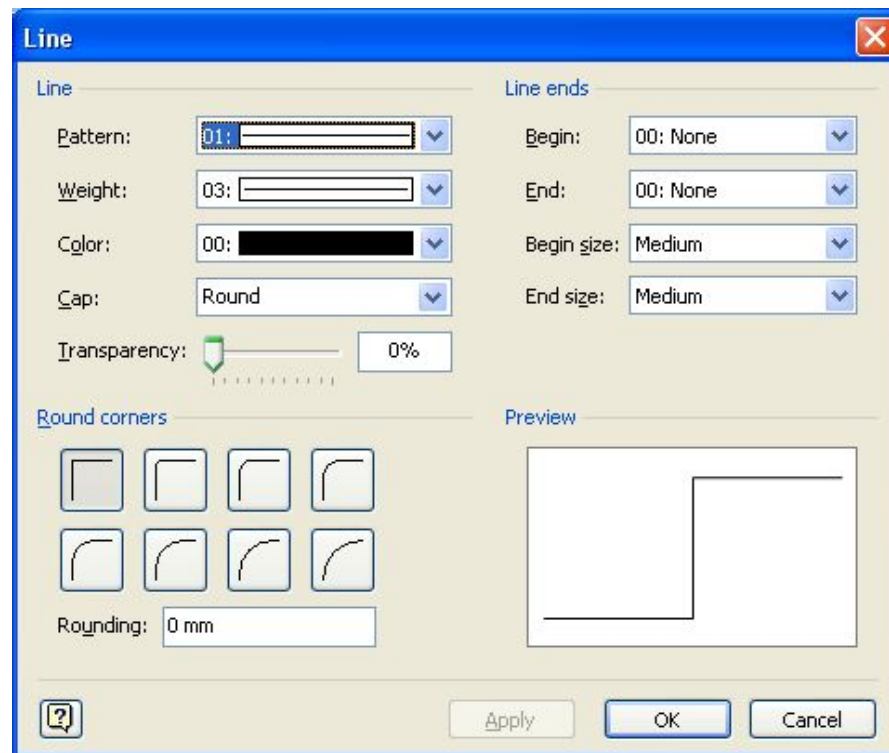 Line
Line
Pattern: 01:
Weight: 03:
Color: 00:
Cap: Round
Transparency: 0%
Line ends
Begin: 00: None
End: 00: None
Begin size: Medium
End size: Medium
Round corners
Rounding: 0 mm
Preview
?
Apply
OK
Cancel